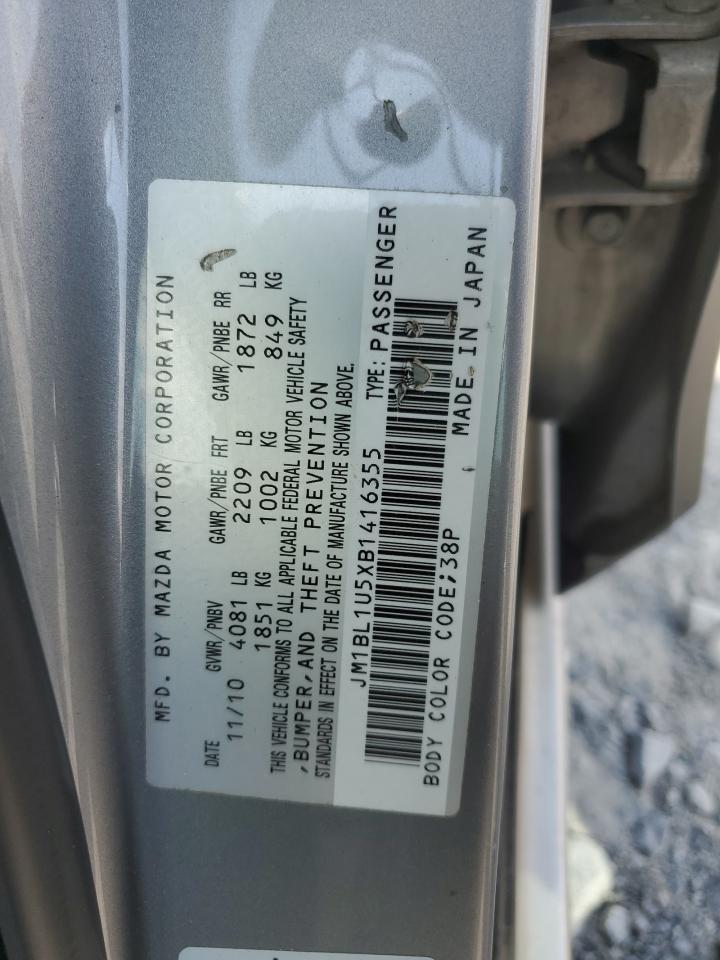 MFD. BY MAZDA MOTOR CORPORATION
DATE GVWR/PNBV GAWR/PNBE FRT GAWR/PNBE RR
11/10 4081 LB 2209 LB 1872 LB
1851 KG 1002 KG 849 KG
THIS VEHICLE CONFORMS TO ALL APPLICABLE FEDERAL MOTOR VEHICLE SAFETY
,BUMPER,AND THEFT PREVENTION
STANDARDS IN EFFECT ON THE DATE OF MANUFACTURE SHOWN ABOVE.
JM1BL1U5XB1416355 TYPE:PASSENGER
BODY COLOR CODE;38P MADE IN JAPAN